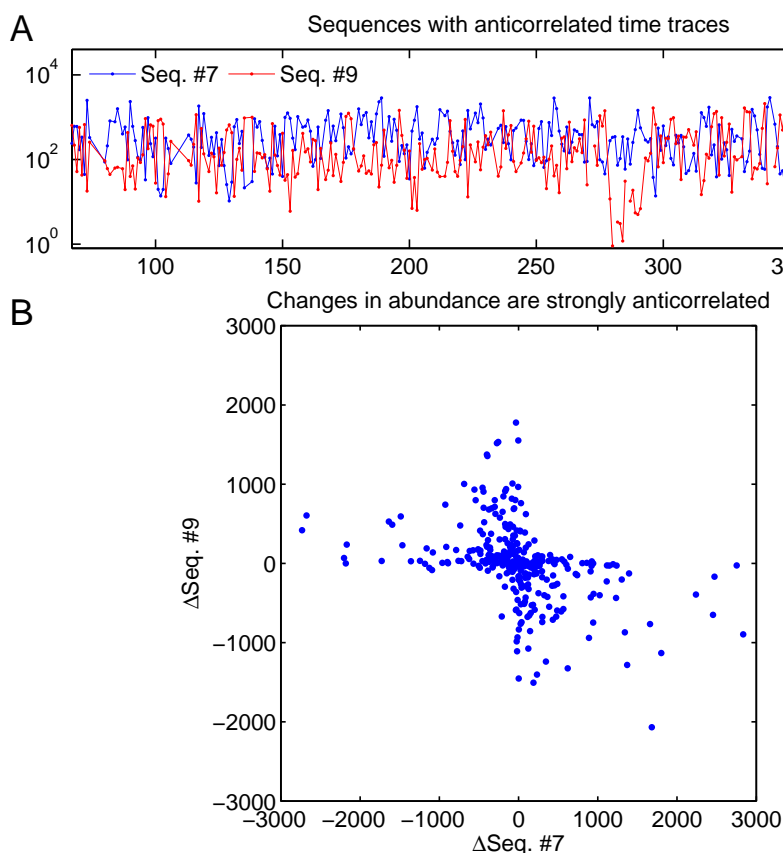 A
Sequences with anticorrelated time traces
10^4
Seq. #7
Seq. #9
10^2
10^0
100 150 200 250 300 3
B
Changes in abundance are strongly anticorrelated
3000
2000
1000
0
−1000
−2000
−3000
ΔSeq. #9
−3000 −2000 −1000 0 1000 2000 3000
ΔSeq. #7